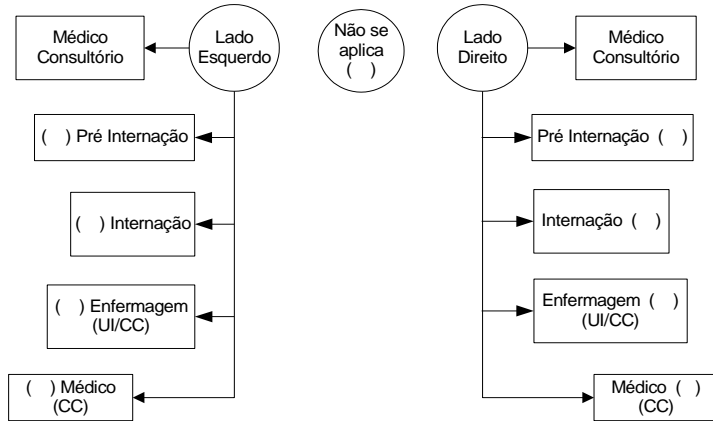 Médico
Consultório
Lado
Esquerdo
Não se
aplica
( )
Lado
Direito
Médico
Consultório
( ) Pré Internação
Pré Internação ( )
( ) Internação
Internação ( )
( ) Enfermagem
(UI/CC)
Enfermagem ( )
(UI/CC)
( ) Médico
(CC)
Médico ( )
(CC)